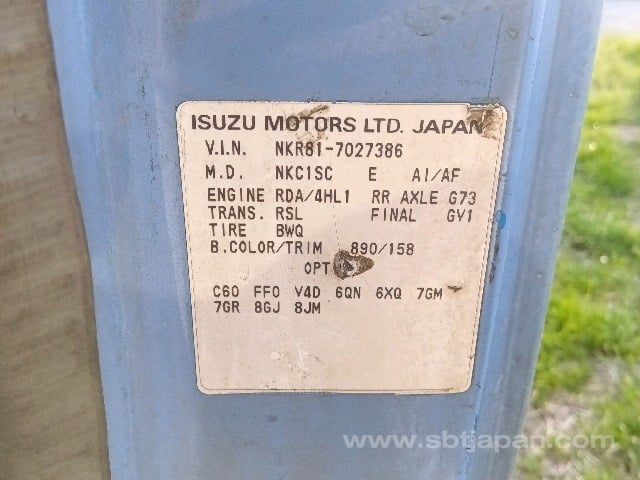 ISUZU MOTORS LTD. JAPAN
V.I.N. NKR81-7027386
M.D. NKC1SC E A1/AF
ENGINE RDA/4HL1 RR AXLE G73
TRANS. RSL FINAL GV1
TIRE BWQ
B.COLOR/TRIM 890/158
OPT
C60 FF0 V4D 6QN 6XQ 7GM
7GR 8GJ 8JM
www.sbtjapan.com